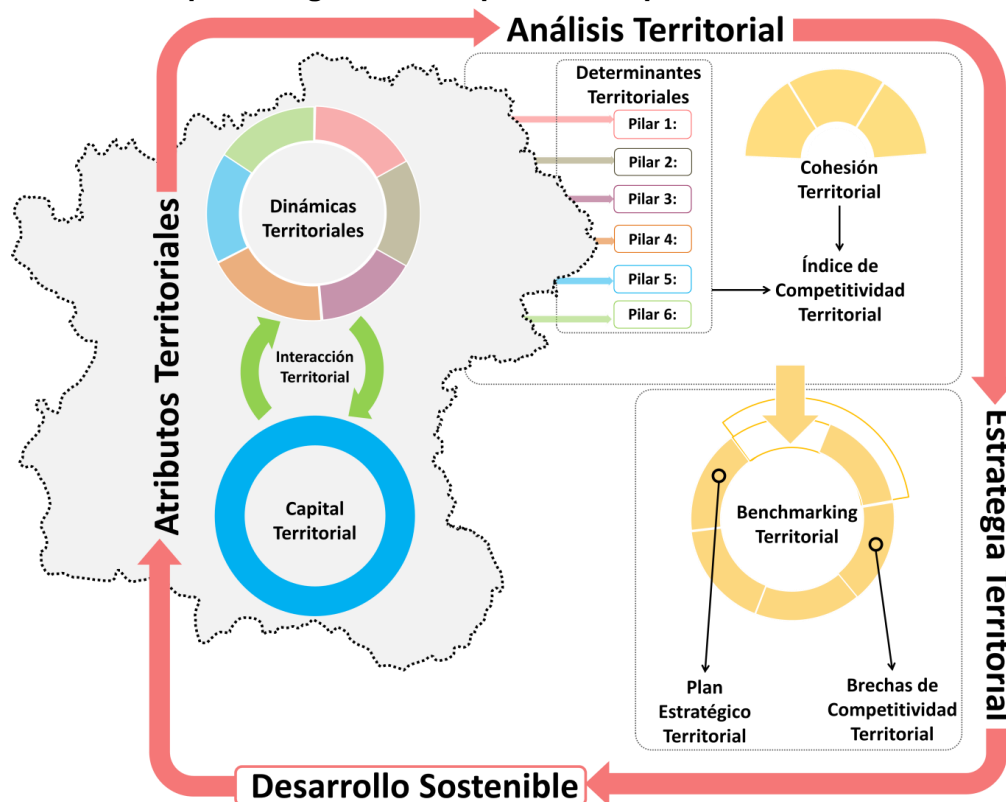 Análisis Territorial
Determinantes
Territoriales
Pilar 1:
Pilar 2:
Pilar 3:
Pilar 4:
Pilar 5:
Pilar 6:
Cohesión
Territorial
Índice de
Competitividad
Territorial
Atributos Territoriales
Dinámicas
Territoriales
Interacción
Territorial
Capital
Territorial
Estrategia Territorial
Benchmarking
Territorial
Plan
Estratégico
Territorial
Brechas de
Competitividad
Territorial
Desarrollo Sostenible